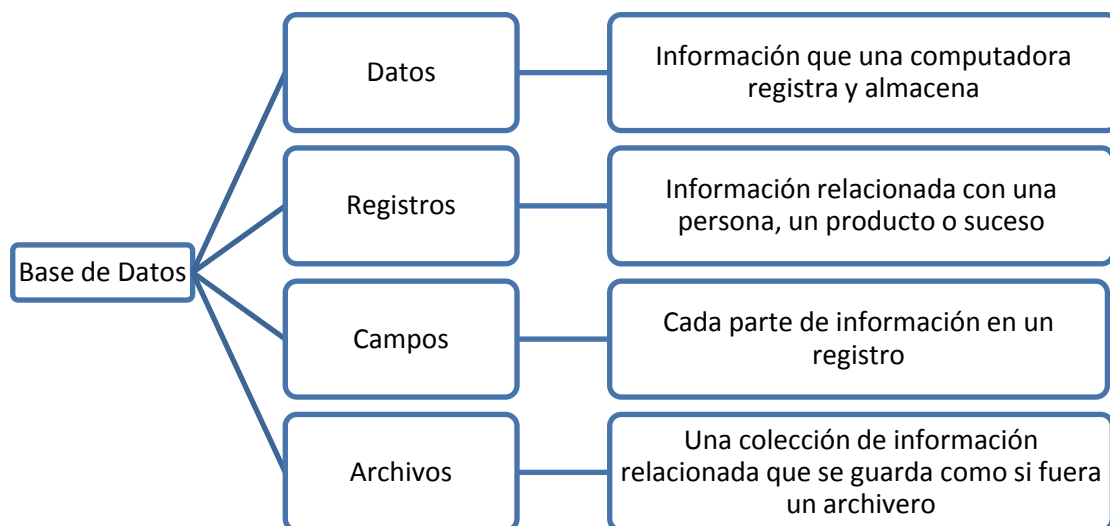 Base de Datos
Datos
Información que una computadora
registra y almacena
Registros
Información relacionada con una
persona, un producto o suceso
Campos
Cada parte de información en un
registro
Archivos
Una colección de información
relacionada que se guarda como si fuera
un archivero